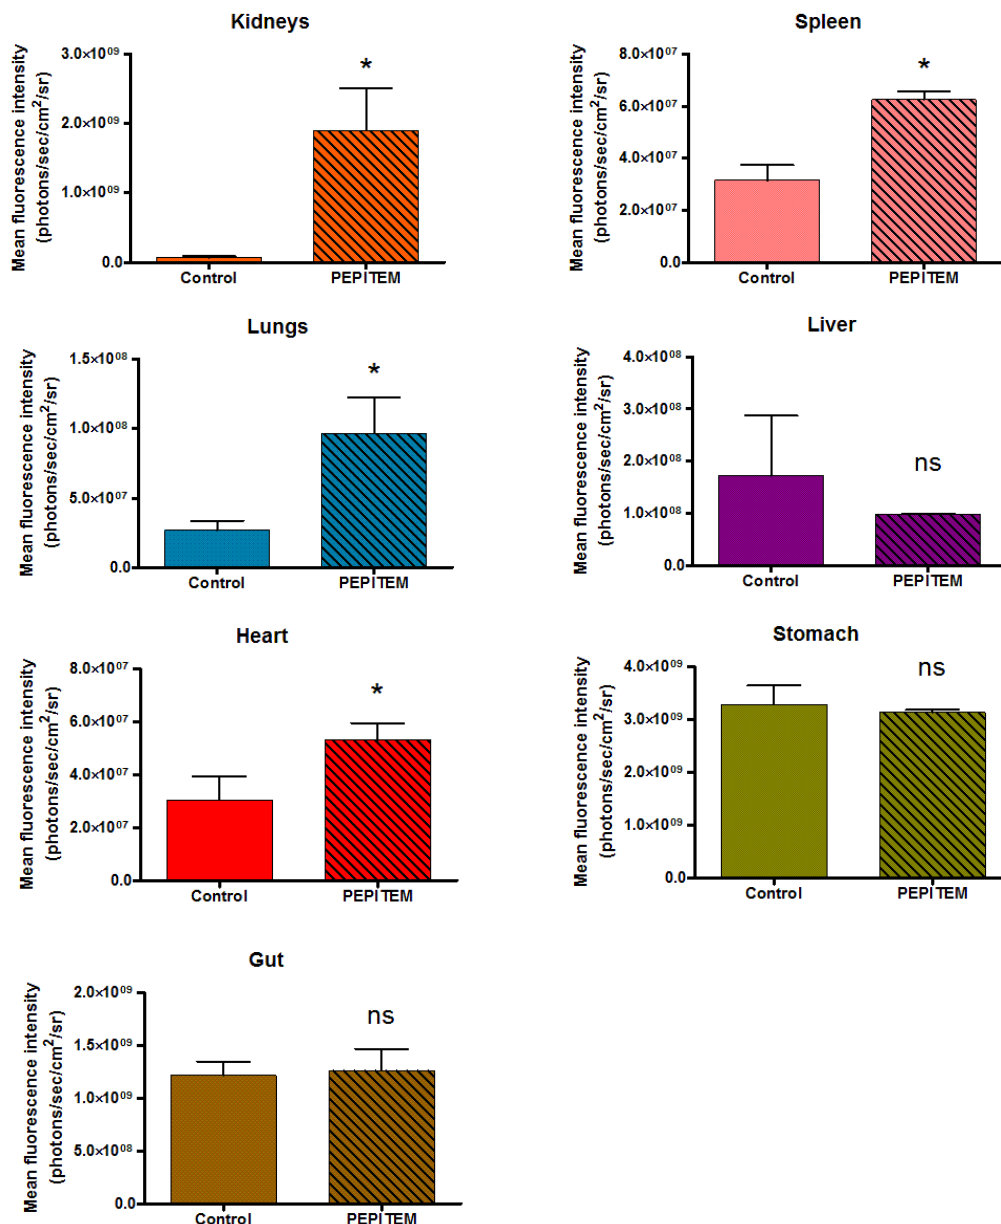 Kidneys
Mean fluorescence intensity
(photons/sec/cm²/sr)
3.0×10⁰⁹
2.0×10⁰⁹
1.0×10⁰⁹
0.0
*
Control
PEPITEM
Spleen
Mean fluorescence intensity
(photons/sec/cm²/sr)
8.0×10⁰⁷
6.0×10⁰⁷
4.0×10⁰⁷
2.0×10⁰⁷
0.0
*
Control
PEPITEM
Lungs
Mean fluorescence intensity
(photons/sec/cm²/sr)
1.5×10⁰⁸
1.0×10⁰⁸
5.0×10⁰⁷
0.0
*
Control
PEPITEM
Liver
Mean fluorescence intensity
(photons/sec/cm²/sr)
4.0×10⁰⁸
3.0×10⁰⁸
2.0×10⁰⁸
1.0×10⁰⁸
0.0
ns
Control
PEPITEM
Heart
Mean fluorescence intensity
(photons/sec/cm²/sr)
8.0×10⁰⁷
6.0×10⁰⁷
4.0×10⁰⁷
2.0×10⁰⁷
0.0
*
Control
PEPITEM
Stomach
Mean fluorescence intensity
(photons/sec/cm²/sr)
4.0×10⁰⁹
3.0×10⁰⁹
2.0×10⁰⁹
1.0×10⁰⁹
0.0
ns
Control
PEPITEM
Gut
Mean fluorescence intensity
(photons/sec/cm²/sr)
2.0×10⁰⁹
1.5×10⁰⁹
1.0×10⁰⁹
5.0×10⁰⁸
0.0
ns
Control
PEPITEM